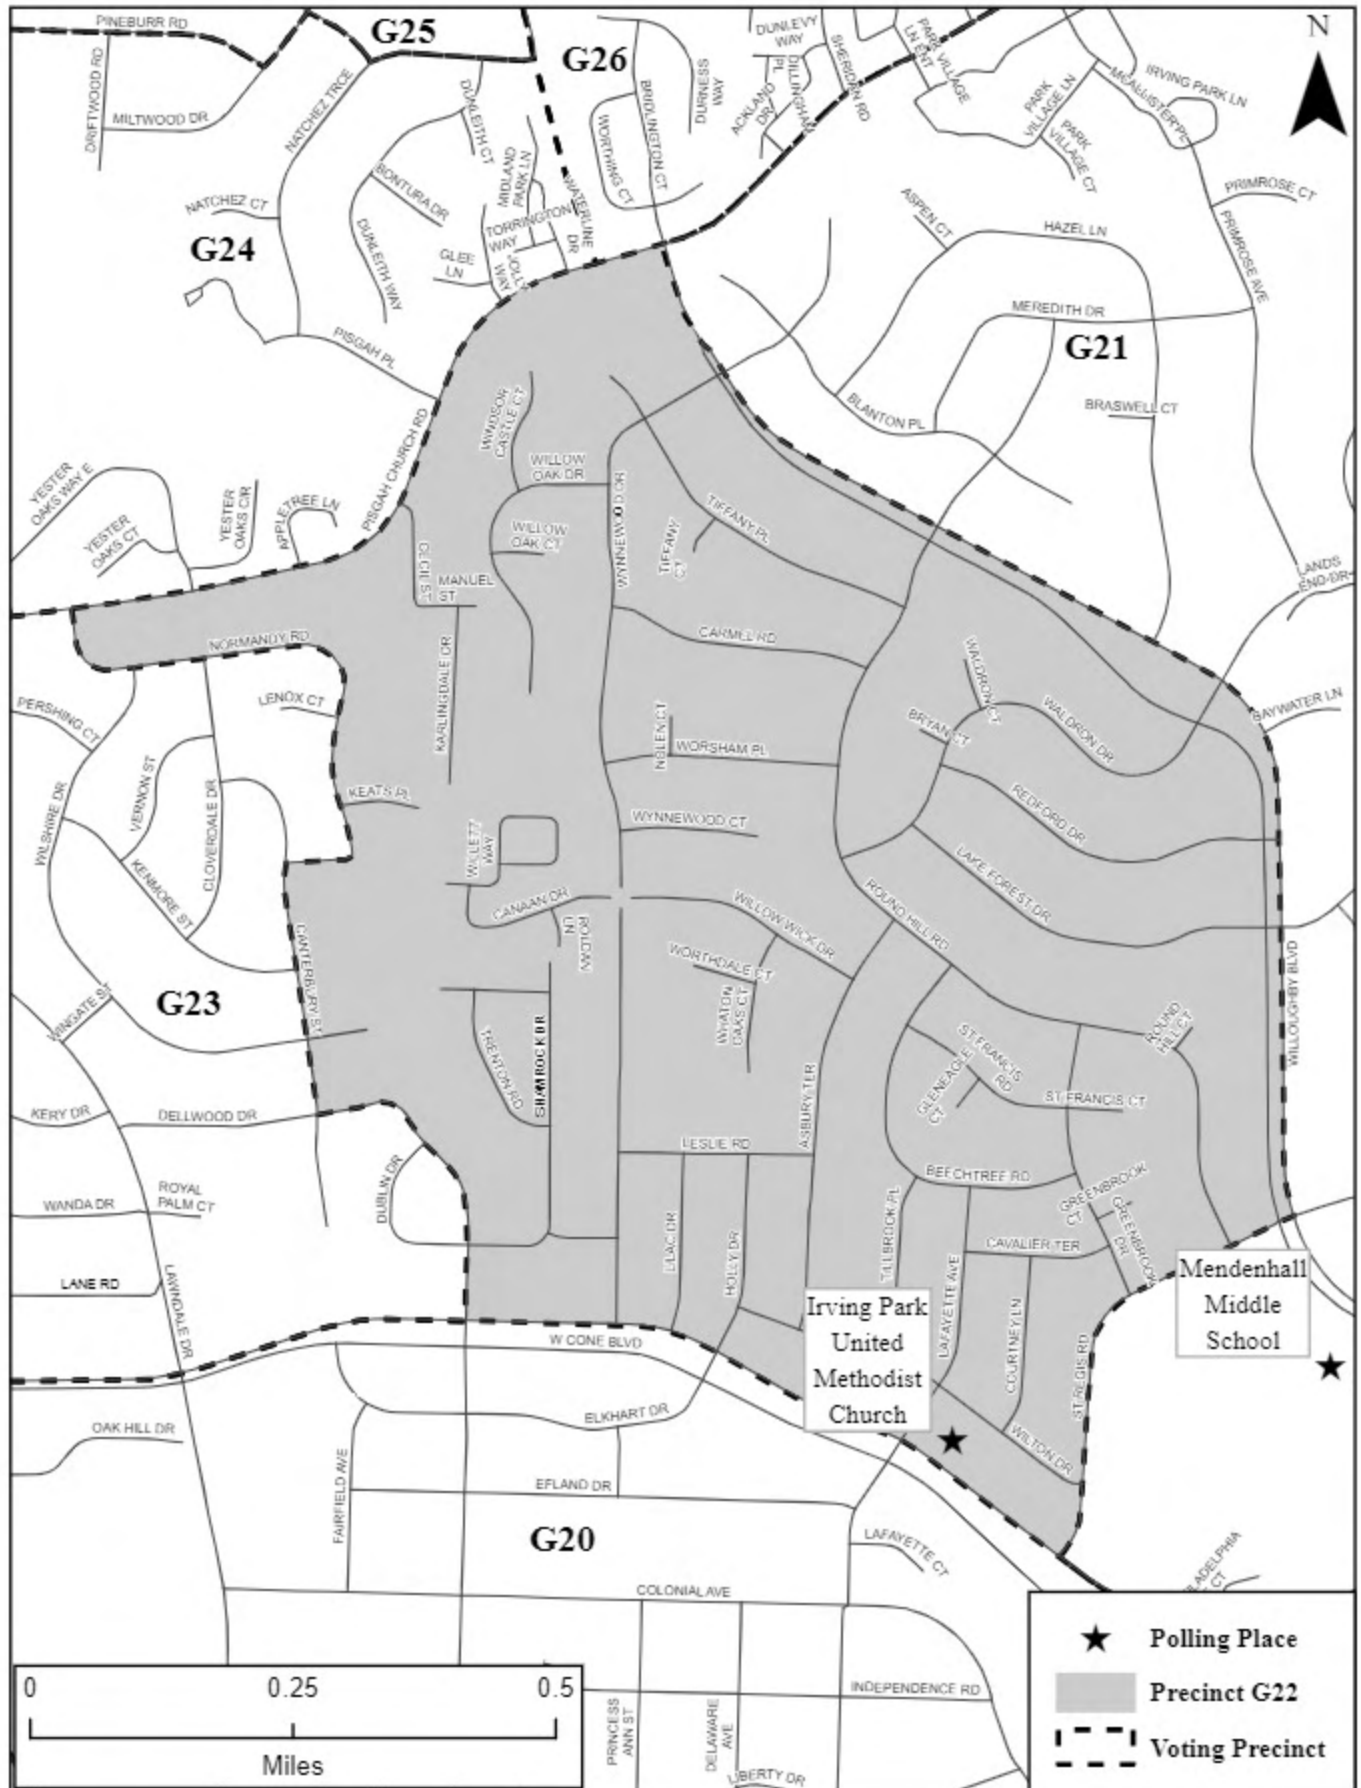 PINEBURR RD
G25
G26
DUNLEVY
WAY
SHERIDAN RD
PARK VILLAGE
LN ENT
N
DRIFTWOOD RD
MILTWOOD DR
NATCHEZ TRCE
DUNLEITH CT
BRIDLINGTON CT
DURNESS
WAY
ACKLAND
DR
DILLINGHAM
PL
PARK
VILLAGE LN
MCALLISTER PL
IRVING PARK LN
PARK
VILLAGE CT
WORTHING CT
MIDLAND
PARK LN
BONTURA DR
NATCHEZ CT
PRIMROSE CT
PRIMROSE AVE
TORRINGTON
WAY
WATERLINE
DR
ASPEN CT
HAZEL LN
G24
DUNLEITH WAY
GLEE
LN
JOLLY
WAY
MEREDITH DR
G21
PISGAH PL
BLANTON PL
BRASWELL CT
WINDSOR
CASTLE CT
PISGAH CHURCH RD
WILLOW
OAK DR
YESTER
OAKS WAY E
YESTER
OAKS CIR
APPLETREE LN
YESTER
OAKS CT
WILLOW
OAK CT
WYNNEWOOD DR
TIFFANY PL
TIFFANY
CT
CECIL ST
MANUEL
ST
LANDS
END DR
NORMANDY RD
KARLINGDALE DR
CARMEL RD
WALDRON CT
LENOX CT
PERSHING CT
NOLEN CT
WORSHAM PL
BRYAN CT
WALDRON DR
BAYWATER LN
WILSHIRE DR
VERNON ST
CLOVERDALE DR
KEATS PL
WYNNEWOOD CT
REDFORD DR
KENMORE ST
WILLETT
WAY
LAKE FOREST DR
CANAAN DR
ROLDAN
LN
WILLOW WICK DR
ROUND HILL RD
CANTERBURY ST
WORTHDALE CT
WHATON
OAKS CT
WILLOUGHBY BLVD
WINGATE ST
G23
TRENTON RD
SHAMROCK DR
ST FRANCIS
RD
GLENEAGLE
CT
ROUND
HILL CT
ST FRANCIS CT
KERY DR
DELLWOOD DR
ASBURY TER
LESLIE RD
BEECHTREE RD
DUBLIN DR
GREENBROOK
CT
GREENBROOK
DR
WANDA DR
ROYAL
PALM CT
LILAC DR
HOLLY DR
TILLBROOK PL
CAVALIER TER
LANE RD
LAWNDALE DR
LAFAYETTE AVE
COURTNEY LN
ST REGIS RD
Mendenhall
Middle
School
Irving Park
United
Methodist
Church
W CONE BLVD
ELKHART DR
OAK HILL DR
WILTON DR
FAIRFIELD AVE
EFLAND DR
G20
LAFAYETTE CT
COLONIAL AVE
INDEPENDENCE RD
PRINCESS
ANN ST
DELAWARE
AVE
LIBERTY DR
0 0.25 0.5
Miles
Polling Place
Precinct G22
Voting Precinct